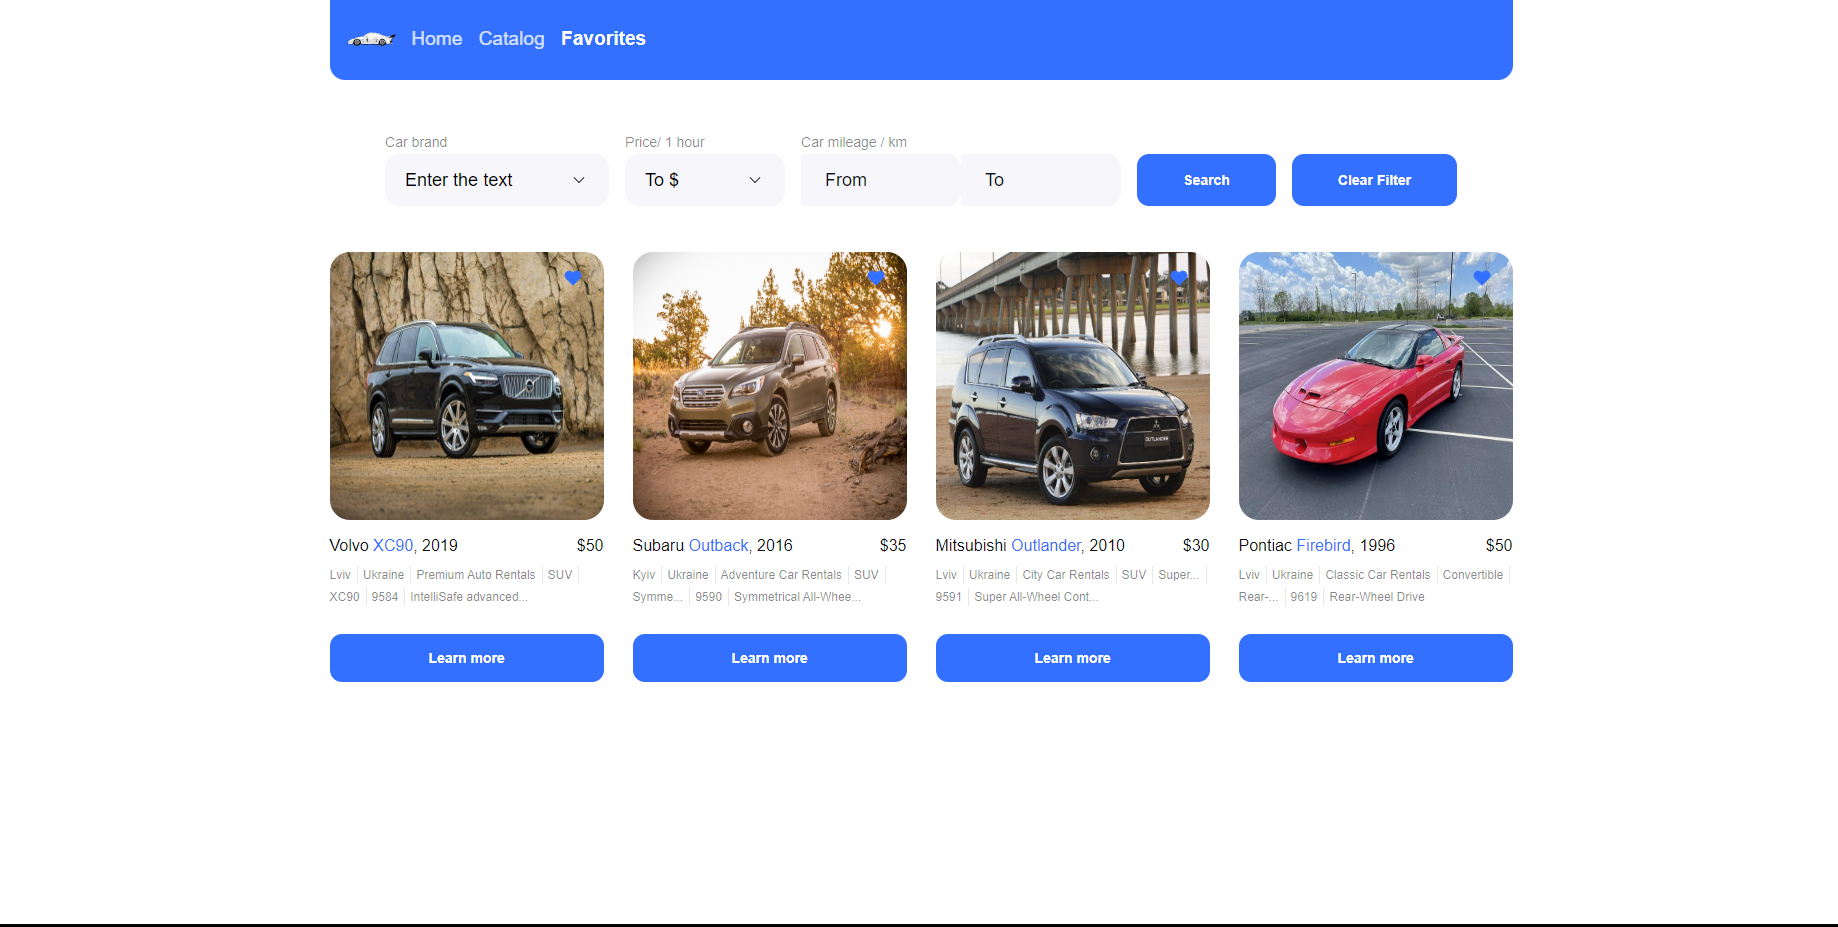 Home Catalog Favorites
Car brand Price/ 1 hour Car mileage / km
Enter the text To $ From To Search Clear Filter
OUTLANDER
Volvo XC90, 2019 $50
Lviv Ukraine Premium Auto Rentals SUV
XC90 9584 IntelliSafe advanced...
Learn more
Subaru Outback, 2016 $35
Kyiv Ukraine Adventure Car Rentals SUV
Symme... 9590 Symmetrical All-Whee...
Learn more
Mitsubishi Outlander, 2010 $30
Lviv Ukraine City Car Rentals SUV Super...
9591 Super All-Wheel Cont...
Learn more
Pontiac Firebird, 1996 $50
Lviv Ukraine Classic Car Rentals Convertible
Rear-... 9619 Rear-Wheel Drive
Learn more